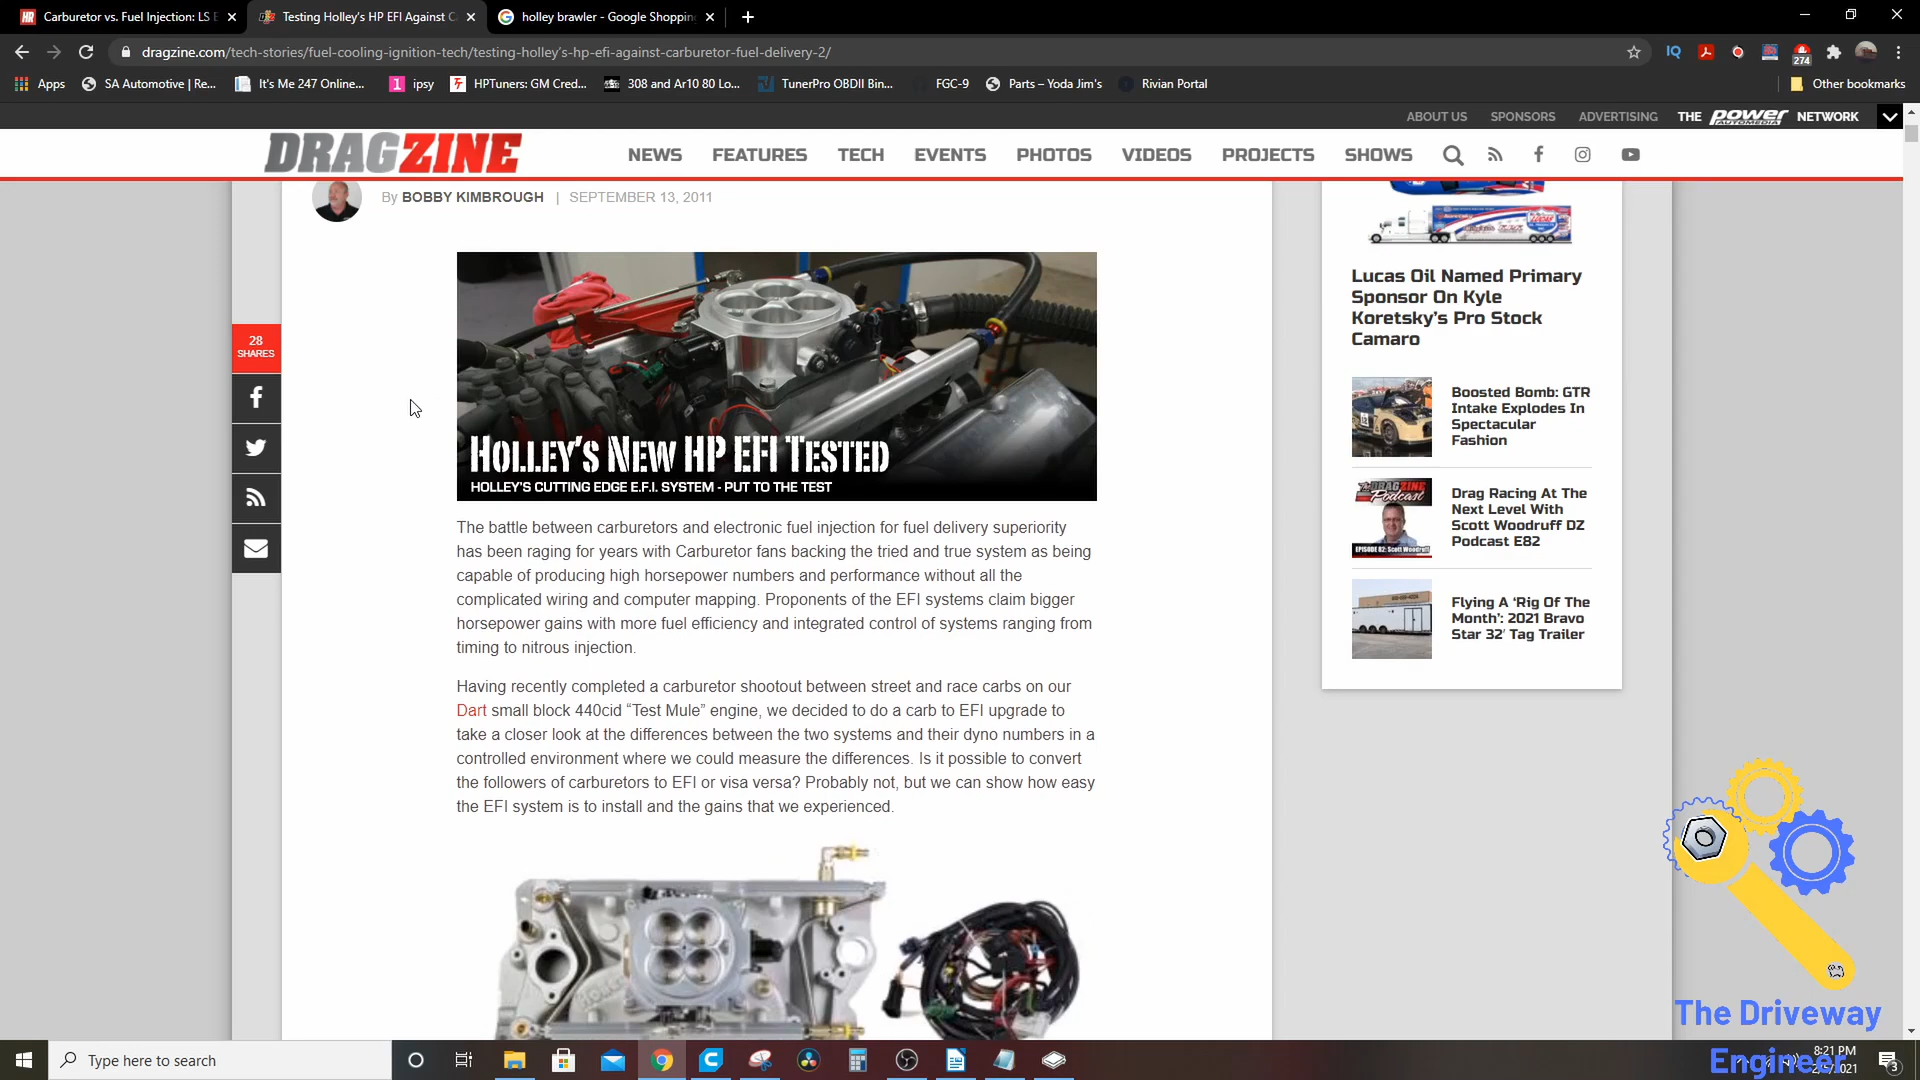 Carburetor vs. Fuel Injection: LS E
Testing Holley's HP EFI Against C
holley brawler - Google Shopping
dragzine.com/tech-stories/fuel-cooling-ignition-tech/testing-holley's-hp-efi-against-carburetor-fuel-delivery-2/
IQ
274
Apps
SA Automotive | Re...
It's Me 247 Online...
ipsy
HPTuners: GM Cred...
308 and Ar10 80 Lo...
TunerPro OBDII Bin...
FGC-9
Parts – Yoda Jim's
Rivian Portal
Other bookmarks
ABOUT US SPONSORS ADVERTISING THE POWER AUTOMEDIA NETWORK
DRAGZINE
NEWS FEATURES TECH EVENTS PHOTOS VIDEOS PROJECTS SHOWS
By BOBBY KIMBROUGH | SEPTEMBER 13, 2011
28
SHARES
HOLLEY'S NEW HP EFI TESTED
HOLLEY'S CUTTING EDGE E.F.I. SYSTEM - PUT TO THE TEST
The battle between carburetors and electronic fuel injection for fuel delivery superiority
has been raging for years with Carburetor fans backing the tried and true system as being
capable of producing high horsepower numbers and performance without all the
complicated wiring and computer mapping. Proponents of the EFI systems claim bigger
horsepower gains with more fuel efficiency and integrated control of systems ranging from
timing to nitrous injection.
Having recently completed a carburetor shootout between street and race carbs on our
Dart small block 440cid “Test Mule” engine, we decided to do a carb to EFI upgrade to
take a closer look at the differences between the two systems and their dyno numbers in a
controlled environment where we could measure the differences. Is it possible to convert
the followers of carburetors to EFI or visa versa? Probably not, but we can show how easy
the EFI system is to install and the gains that we experienced.
Lucas Oil Named Primary
Sponsor On Kyle
Koretsky's Pro Stock
Camaro
Boosted Bomb: GTR
Intake Explodes In
Spectacular
Fashion
DRAGZINE
Podcast
EPISODE 82: Scott Woodruff
Drag Racing At The
Next Level With
Scott Woodruff DZ
Podcast E82
Flying A ‘Rig Of The
Month’: 2021 Bravo
Star 32′ Tag Trailer
The Driveway
Engineer
Type here to search
8:21 PM
3